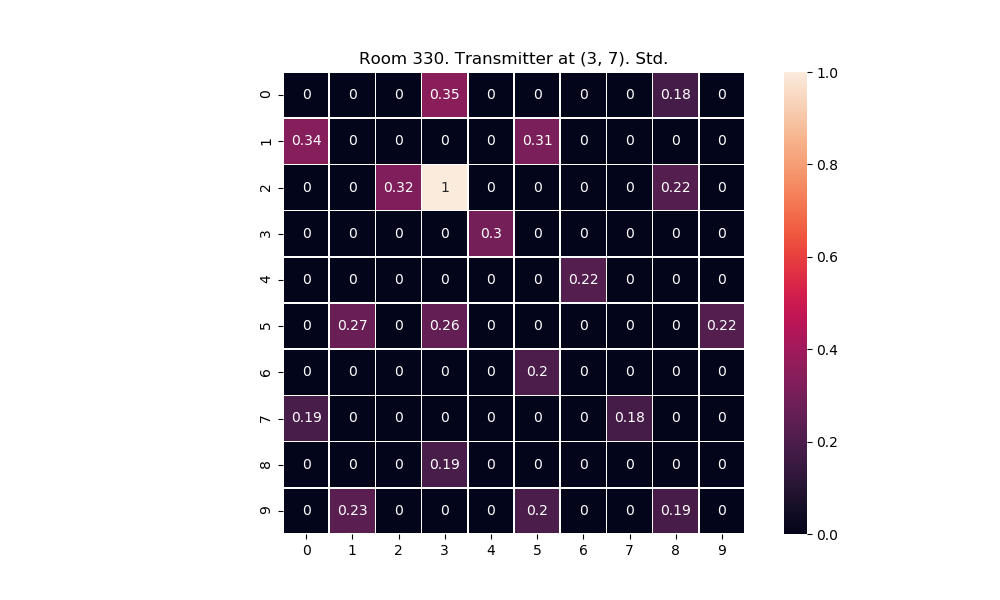 Room 330. Transmitter at (3, 7). Std.
0 0 0 0 0.35 0 0 0 0 0.18 0
1 0.34 0 0 0 0 0.31 0 0 0 0
2 0 0 0.32 1 0 0 0 0 0.22 0
3 0 0 0 0 0.3 0 0 0 0 0
4 0 0 0 0 0 0 0.22 0 0 0
5 0 0.27 0 0.26 0 0 0 0 0 0.22
6 0 0 0 0 0 0.2 0 0 0 0
7 0.19 0 0 0 0 0 0 0.18 0 0
8 0 0 0 0.19 0 0 0 0 0 0
9 0 0.23 0 0 0 0.2 0 0 0.19 0
0 1 2 3 4 5 6 7 8 9
1.0
0.8
0.6
0.4
0.2
0.0